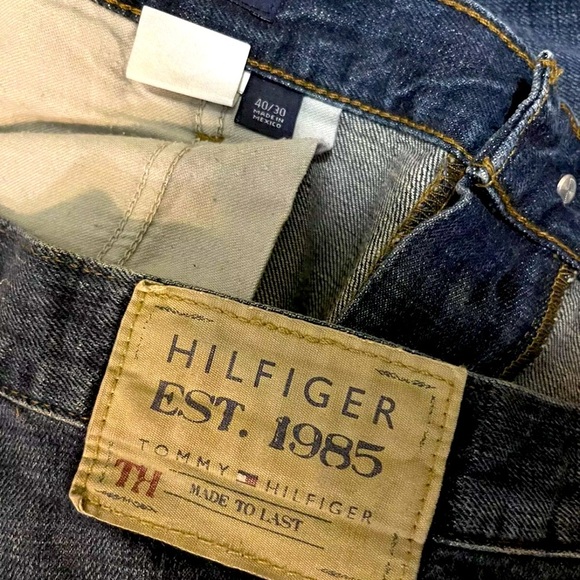 40/30
MADE IN
MEXICO
HILFIGER
EST. 1985
TOMMY HILFIGER
TH
MADE TO LAST